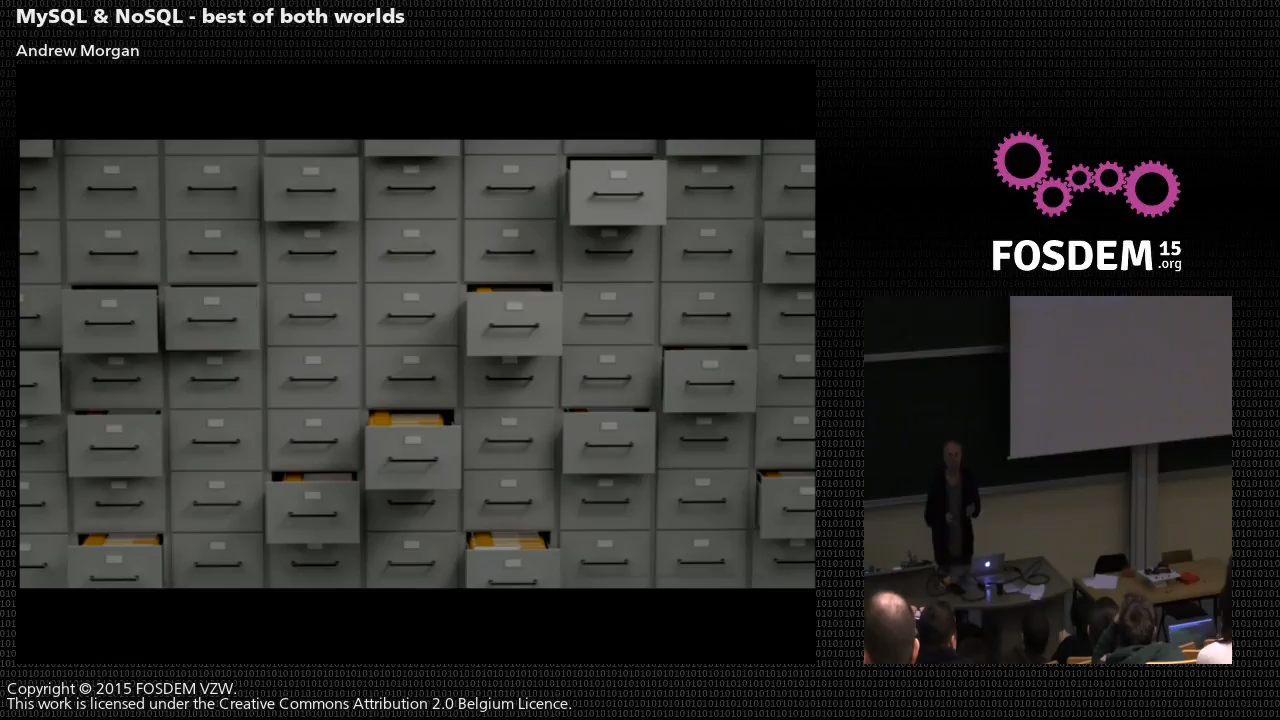 MySQL & NoSQL - best of both worlds
Andrew Morgan
FOSDEM 15
.org
Copyright © 2015 FOSDEM VZW.
This work is licensed under the Creative Commons Attribution 2.0 Belgium Licence.